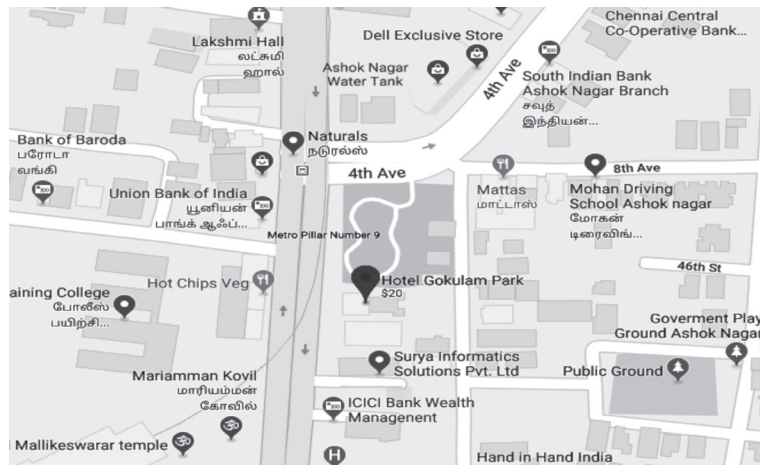 Lakshmi Hall
லட்சுமி
ஹால்
Dell Exclusive Store
Chennai Central
Co-Operative Bank...
Ashok Nagar
Water Tank
4th Ave
South Indian Bank
Ashok Nagar Branch
சவுத்
இந்தியன்...
Bank of Baroda
பரோடா
வங்கி
Naturals
நடுரல்ஸ்
4th Ave
8th Ave
Mattas
மாட்டாஸ்
Mohan Driving
School Ashok nagar
மோகன்
டிரைவிங்...
Union Bank of India
யூனியன்
பாங்க் ஆஃப்...
Metro Pillar Number 9
46th St
Hot Chips Veg
Hotel Gokulam Park
$20
aining College
போலீஸ்
பயிற்சி...
Goverment Play
Ground Ashok Nagar
Surya Informatics
Solutions Pvt. Ltd
Public Ground
Mariamman Kovil
மாரியம்மன்
கோவில்
ICICI Bank Wealth
Management
i Mallikeswarar temple
H
Hand in Hand India